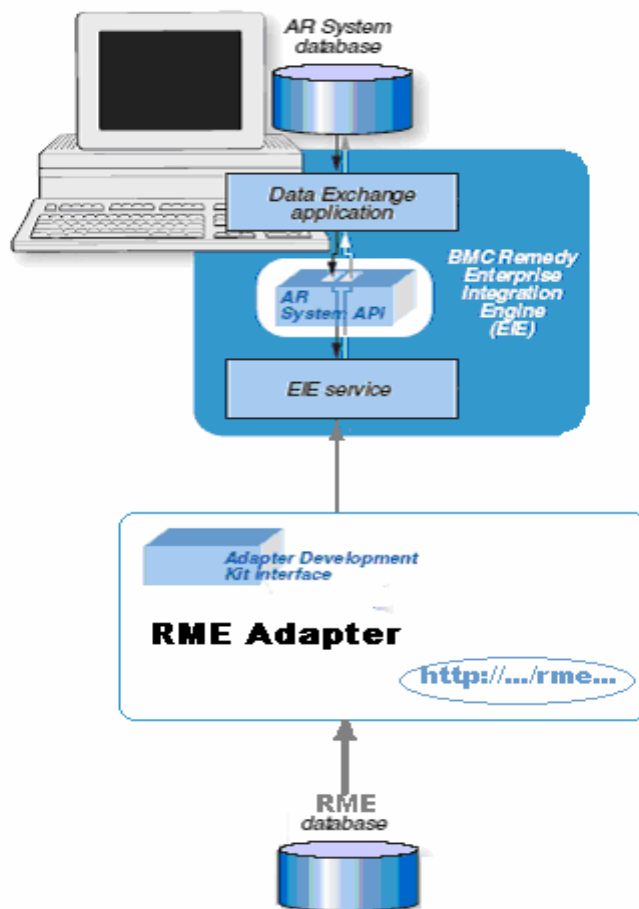 AR System
database
Data Exchange
application
BMC Remedy
Enterprise
Integration
Engine
(EIE)
AR
System API
EIE service
Adapter Development
Kit interface
RME Adapter
http://.../rme...
RME
database